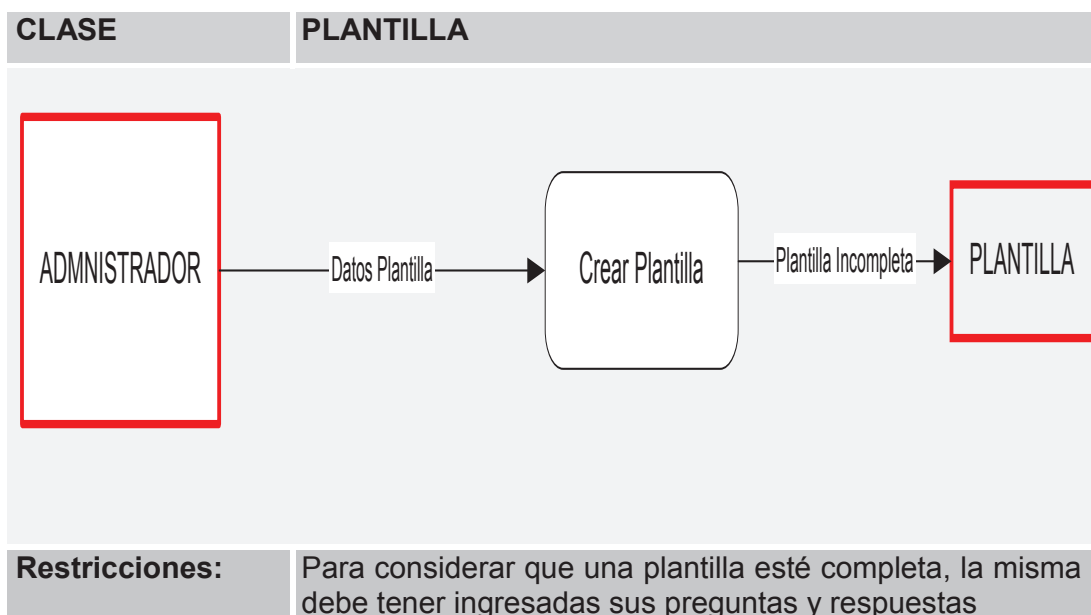 CLASE PLANTILLA
ADMNISTRADOR Datos Plantilla Crear Plantilla Plantilla Incompleta PLANTILLA
Restricciones: Para considerar que una plantilla esté completa, la misma
debe tener ingresadas sus preguntas y respuestas